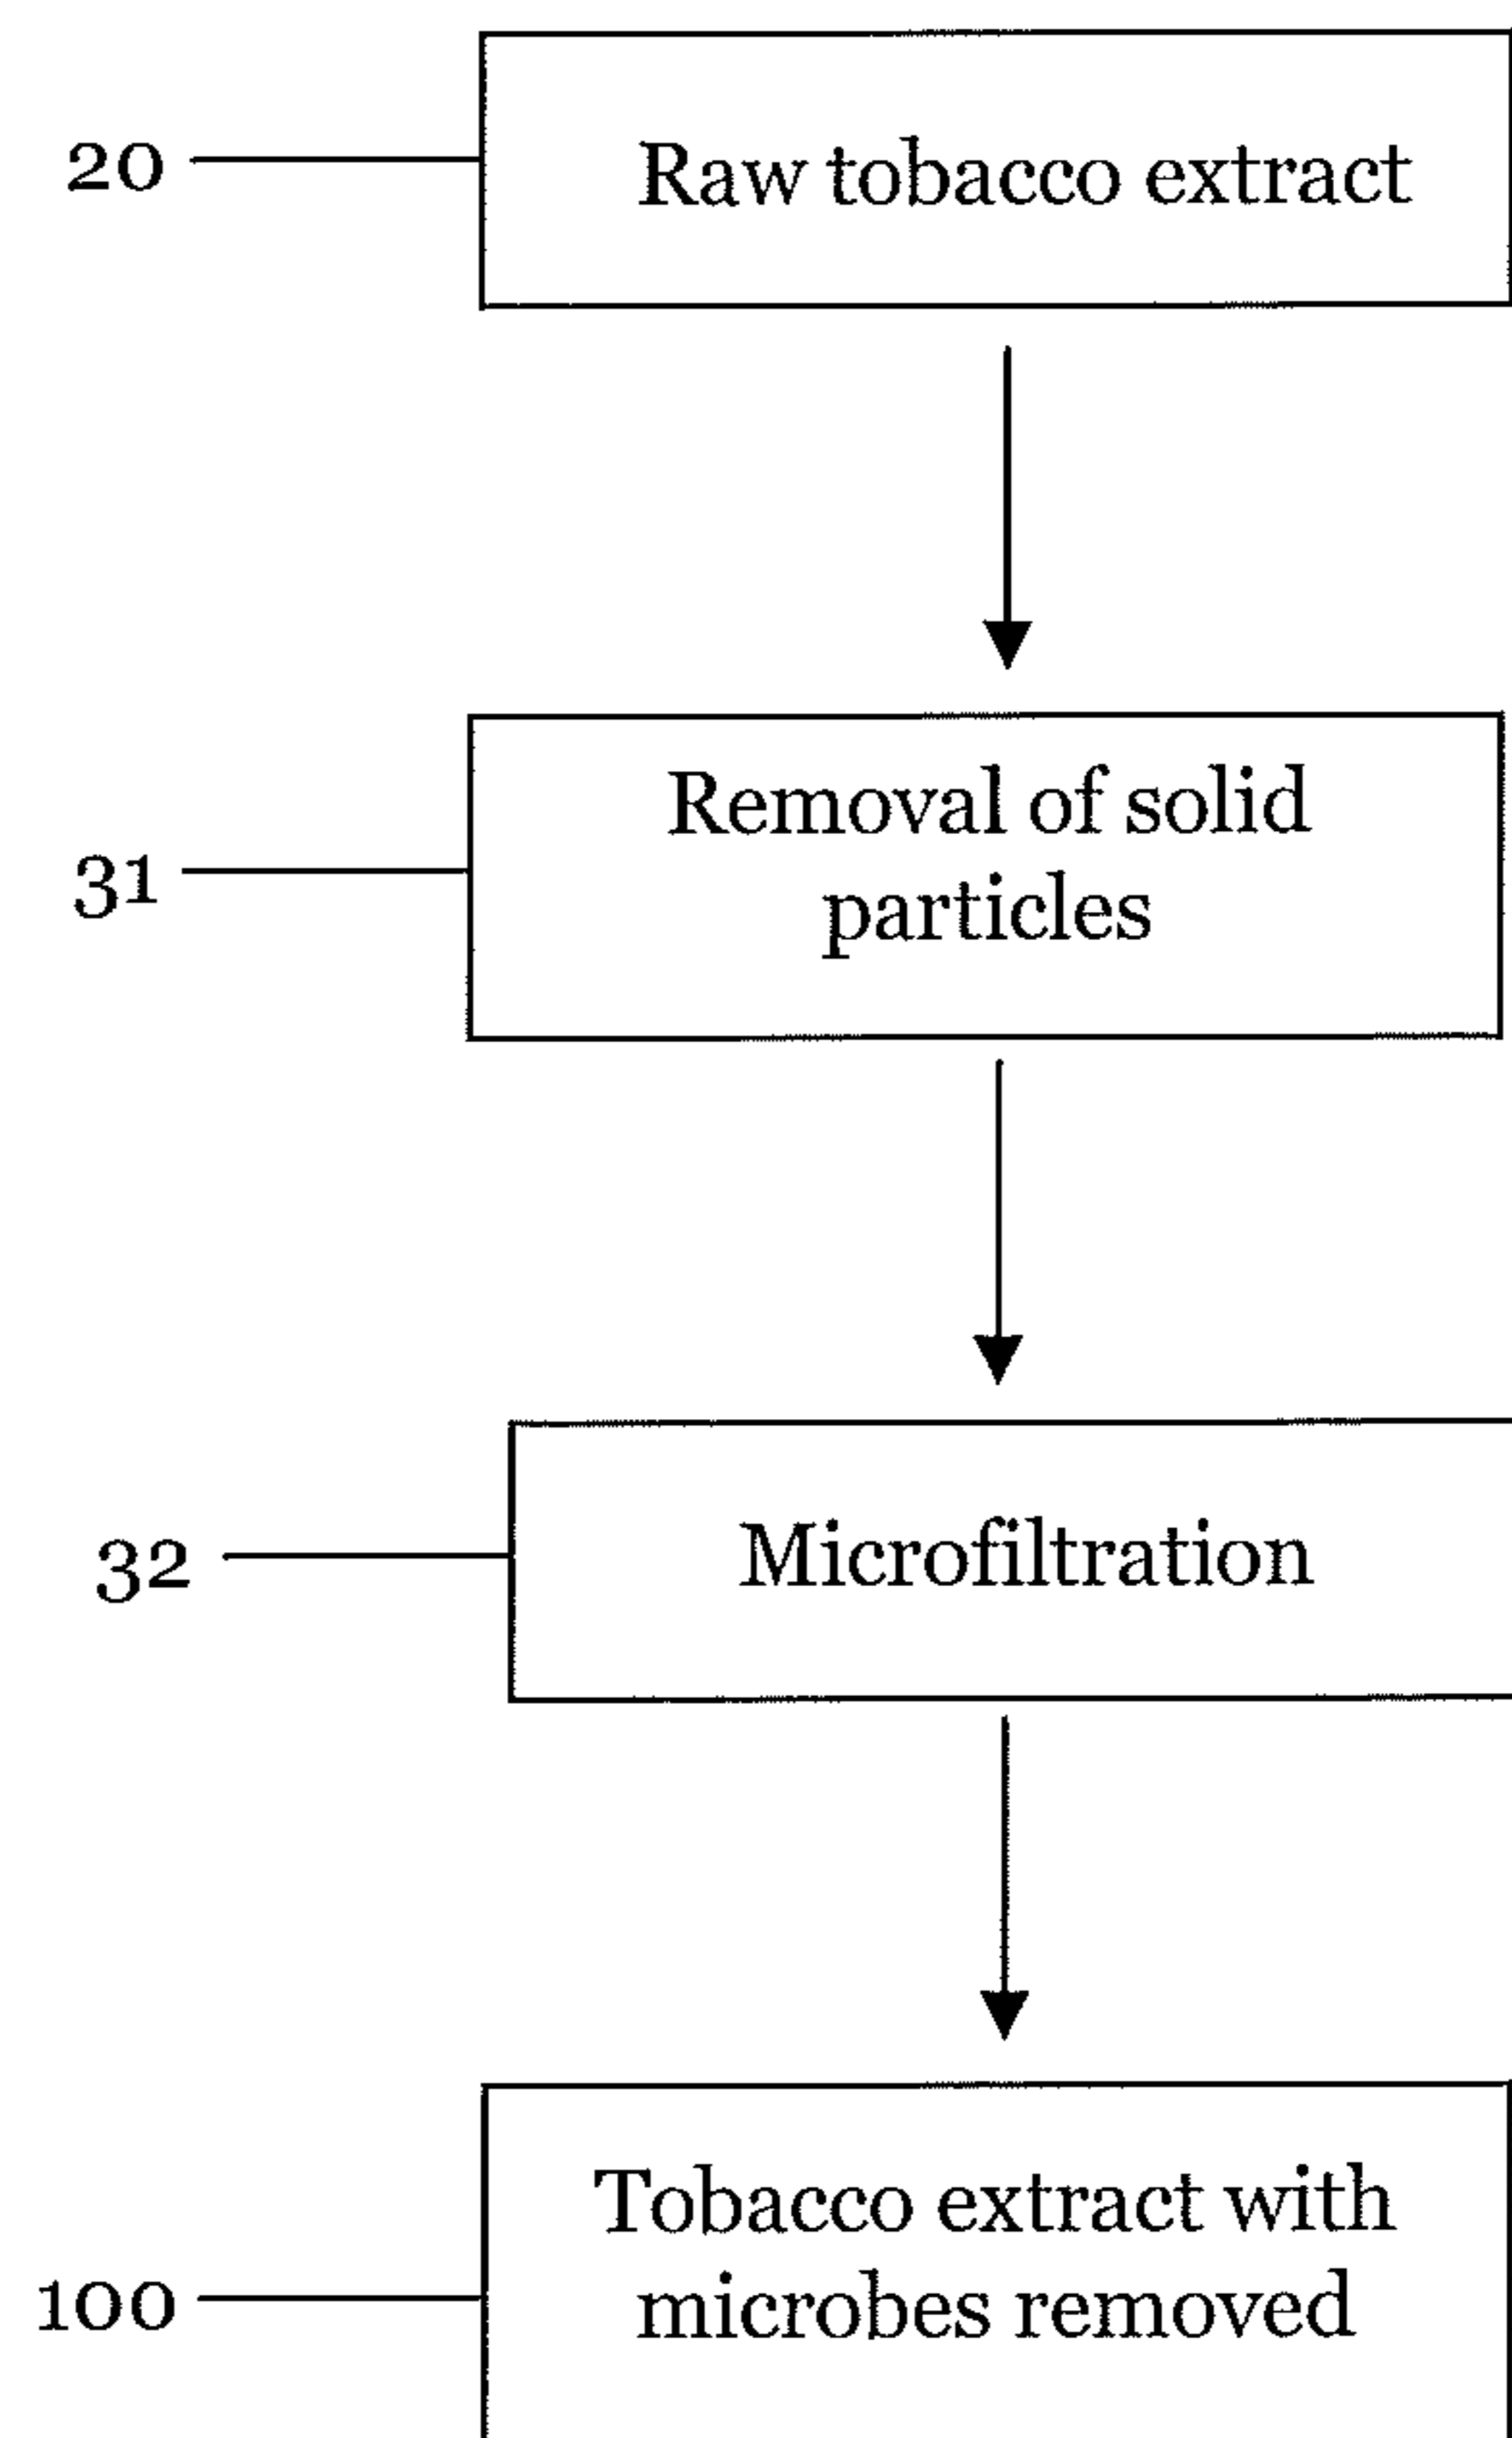 20
Raw tobacco extract
31
Removal of solid
particles
32
Microfiltration
Tobacco extract with
microbes removed
100